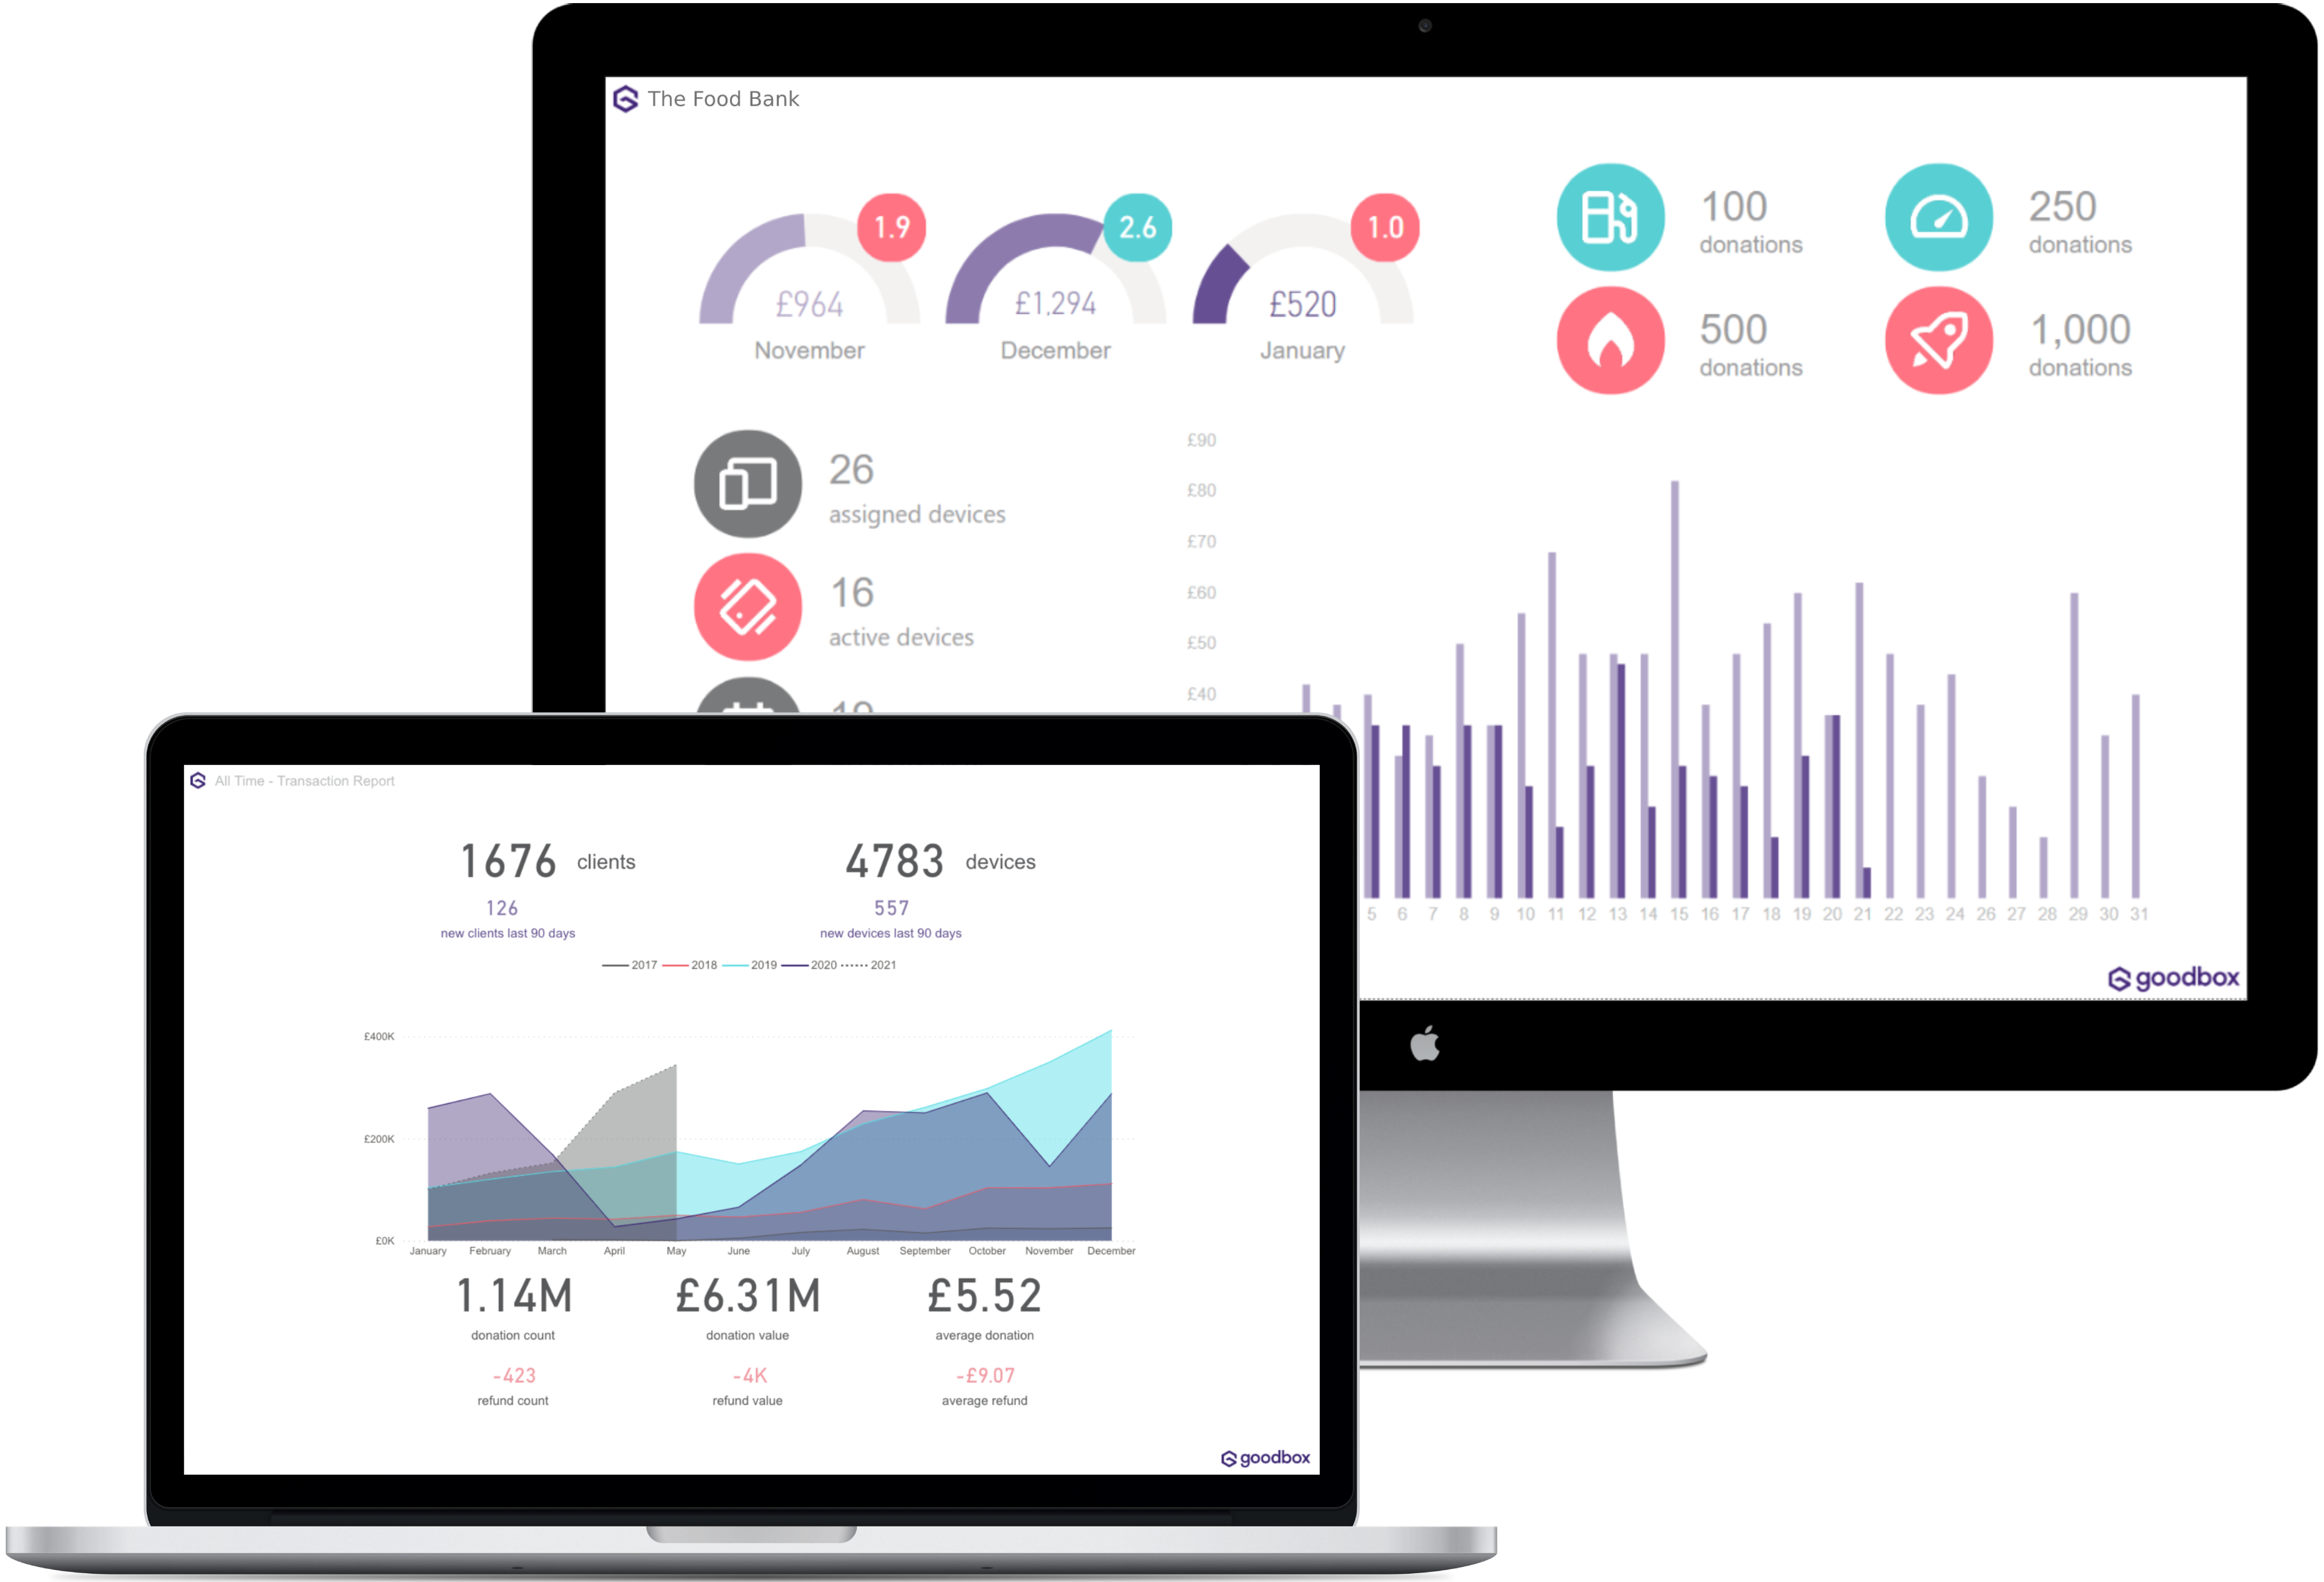 The Food Bank
1.9
2.6
1.0
£964
£1,294
£520
November
December
January
100
donations
250
donations
500
donations
1,000
donations
26
assigned devices
16
active devices
£90
£80
£70
£60
£50
£40
5 6 7 8 9 10 11 12 13 14 15 16 17 18 19 20 21 22 23 24 26 27 28 29 30 31
goodbox
All Time - Transaction Report
1676 clients
4783 devices
126
new clients last 90 days
557
new devices last 90 days
2017 2018 2019 2020 2021
£400K
£200K
£0K
January February March April May June July August September October November December
1.14M
donation count
£6.31M
donation value
£5.52
average donation
-423
refund count
-4K
refund value
-£9.07
average refund
goodbox